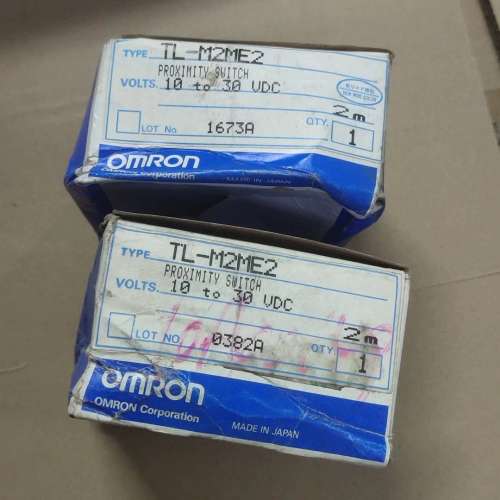 TYPE TL-M2ME2
PROXIMITY SWITCH
VOLTS. 10 to 30 VDC
2m
LOT No 1673A QTY. 1
OMRON
OMRON Corporation
MADE IN JAPAN
TYPE TL-M2ME2
PROXIMITY SWITCH
VOLTS. 10 to 30 VDC
2m
LOT No. 0382A QTY. 1
OMRON
OMRON Corporation
MADE IN JAPAN